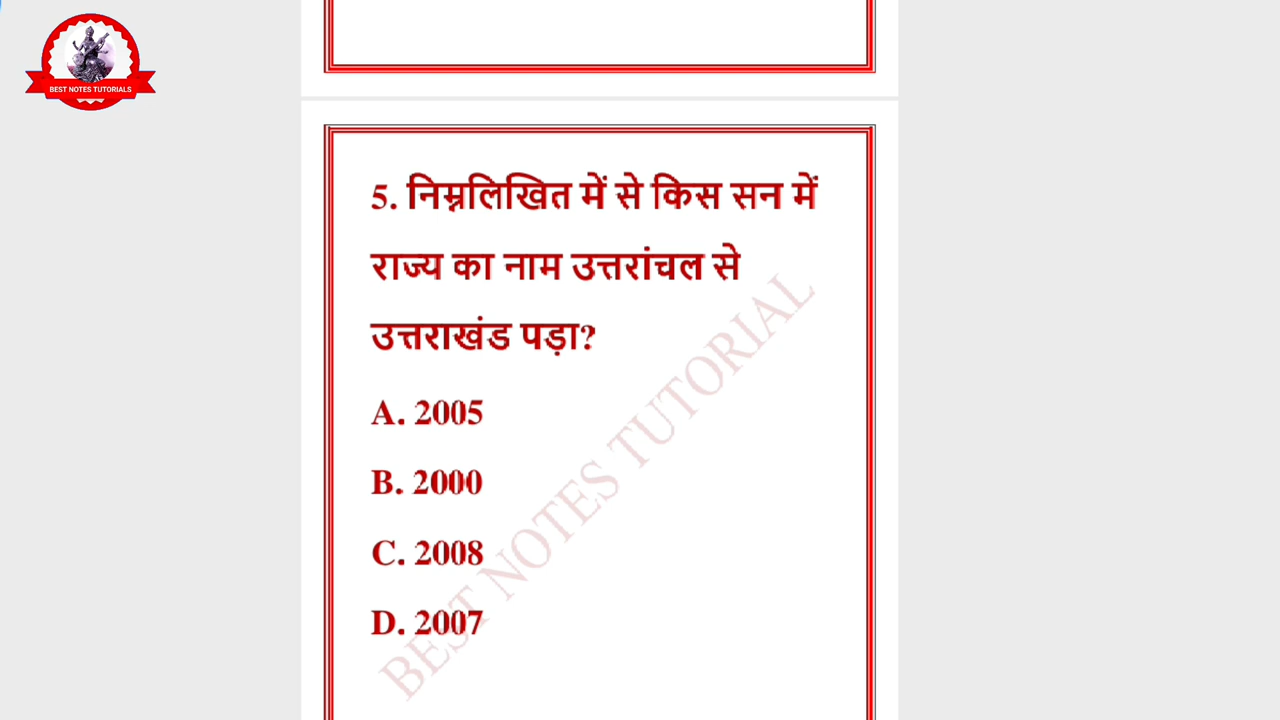 BEST NOTES TUTORIALS
5. निम्नलिखित में से किस सन में
राज्य का नाम उत्तरांचल से
उत्तराखंड पड़ा?
A. 2005
B. 2000
C. 2008
D. 2007
BEST NOTES TUTORIAL